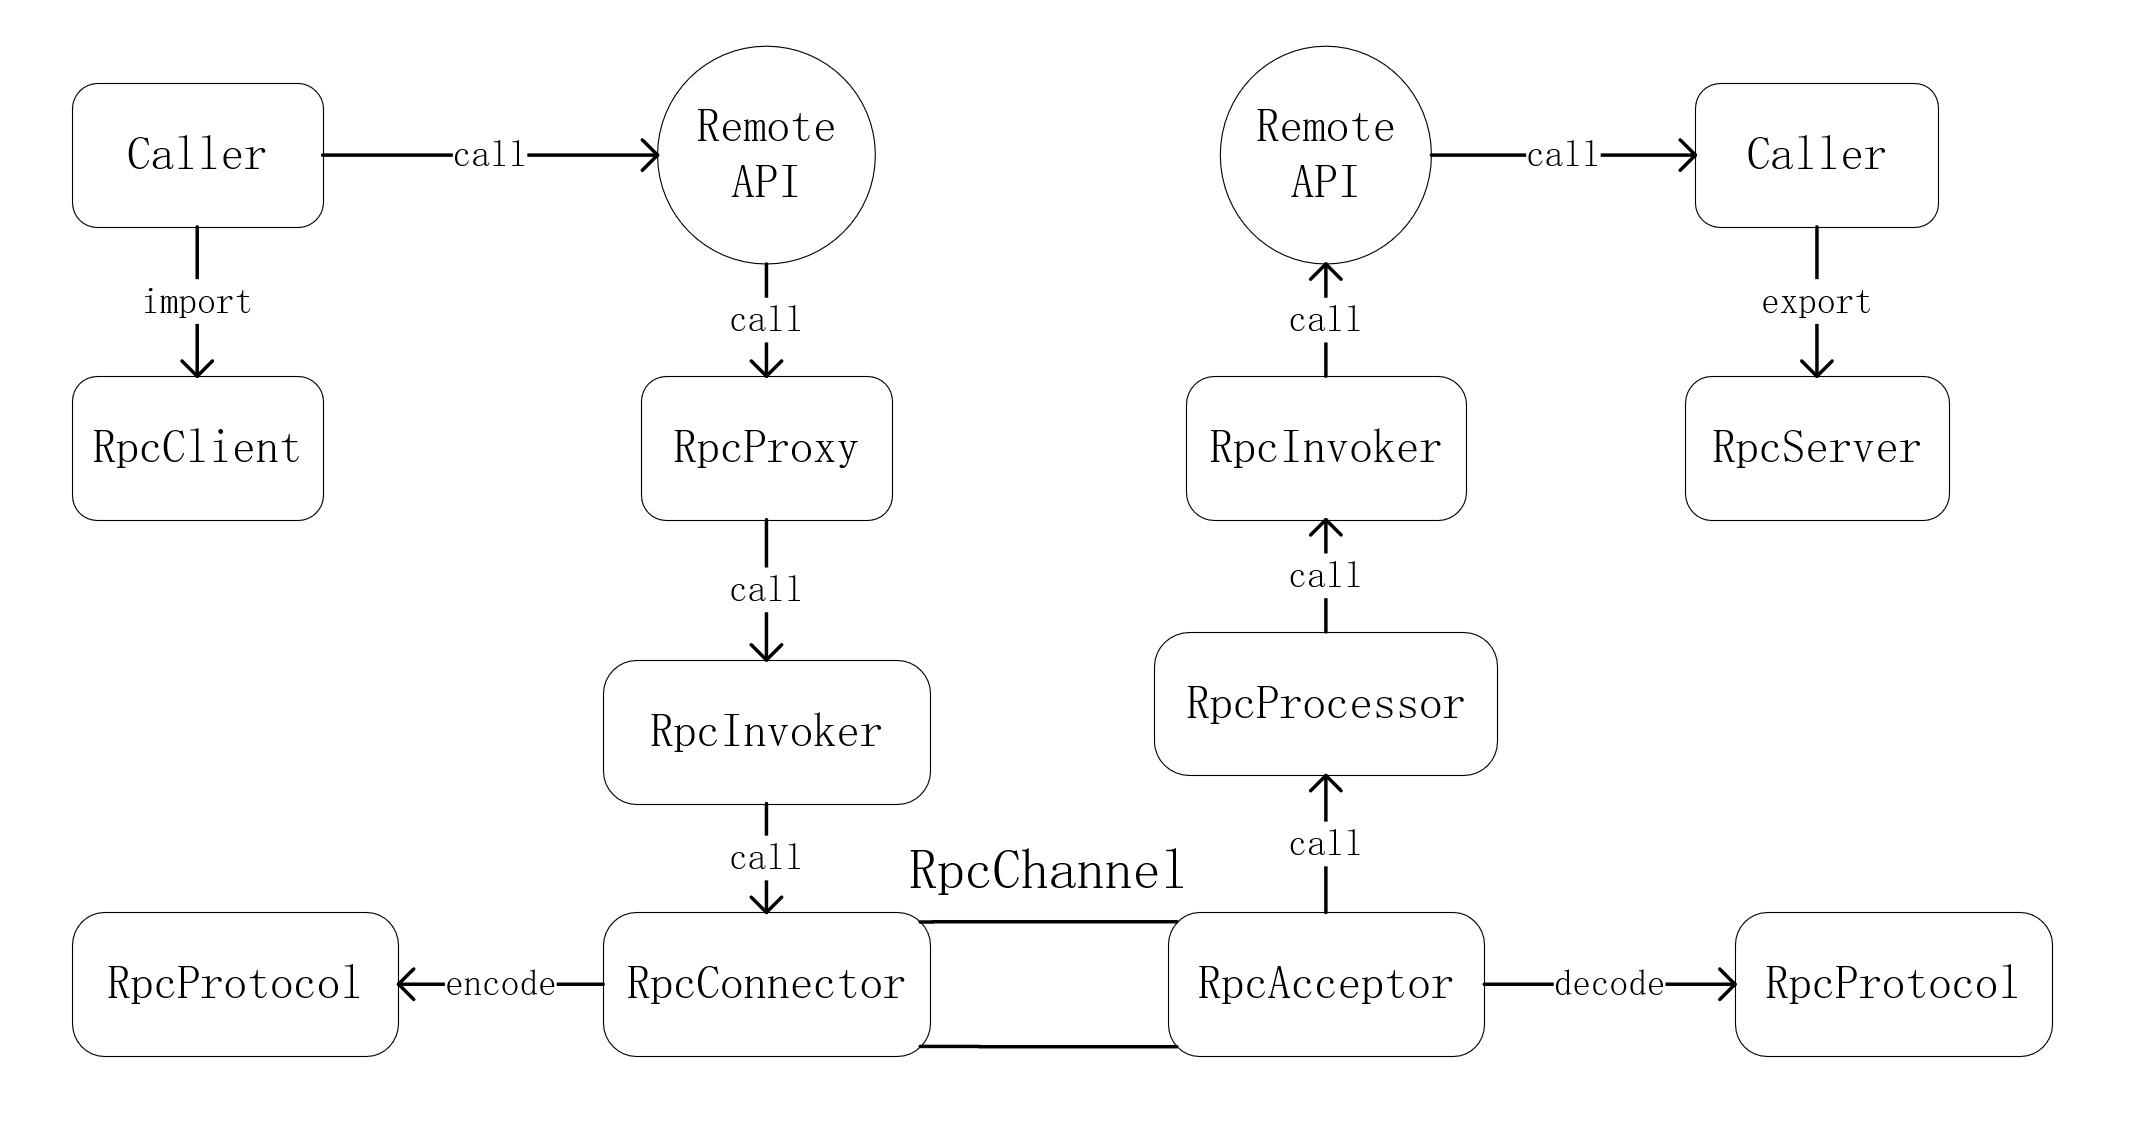 Caller
call
Remote
API
Remote
API
call
Caller
import
call
call
export
RpcClient
RpcProxy
RpcInvoker
RpcServer
call
call
RpcInvoker
RpcProcessor
call
RpcChannel
call
RpcProtocol
encode
RpcConnector
RpcAcceptor
decode
RpcProtocol